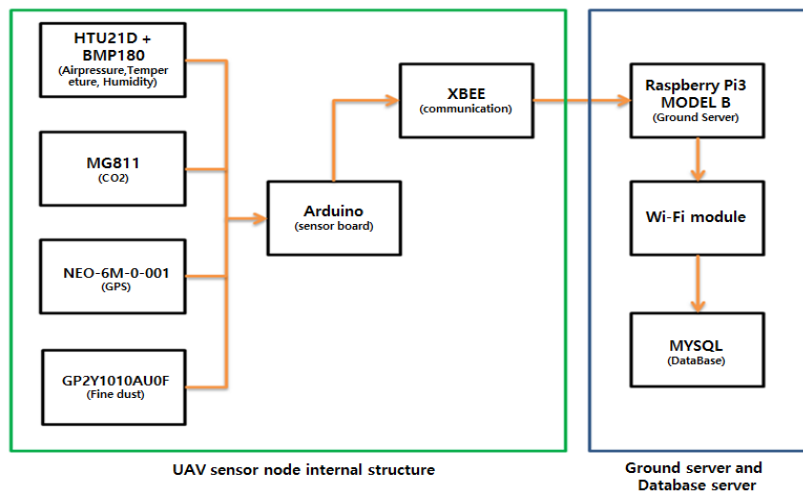 HTU21D +
BMP180
(Airpressure,Temper
eture, Humidity)
MG811
(CO2)
NEO-6M-0-001
(GPS)
GP2Y1010AU0F
(Fine dust)
Arduino
(sensor board)
XBEE
(communication)
UAV sensor node internal structure
Raspberry Pi3
MODEL B
(Ground Server)
Wi-Fi module
MYSQL
(DataBase)
Ground server and
Database server